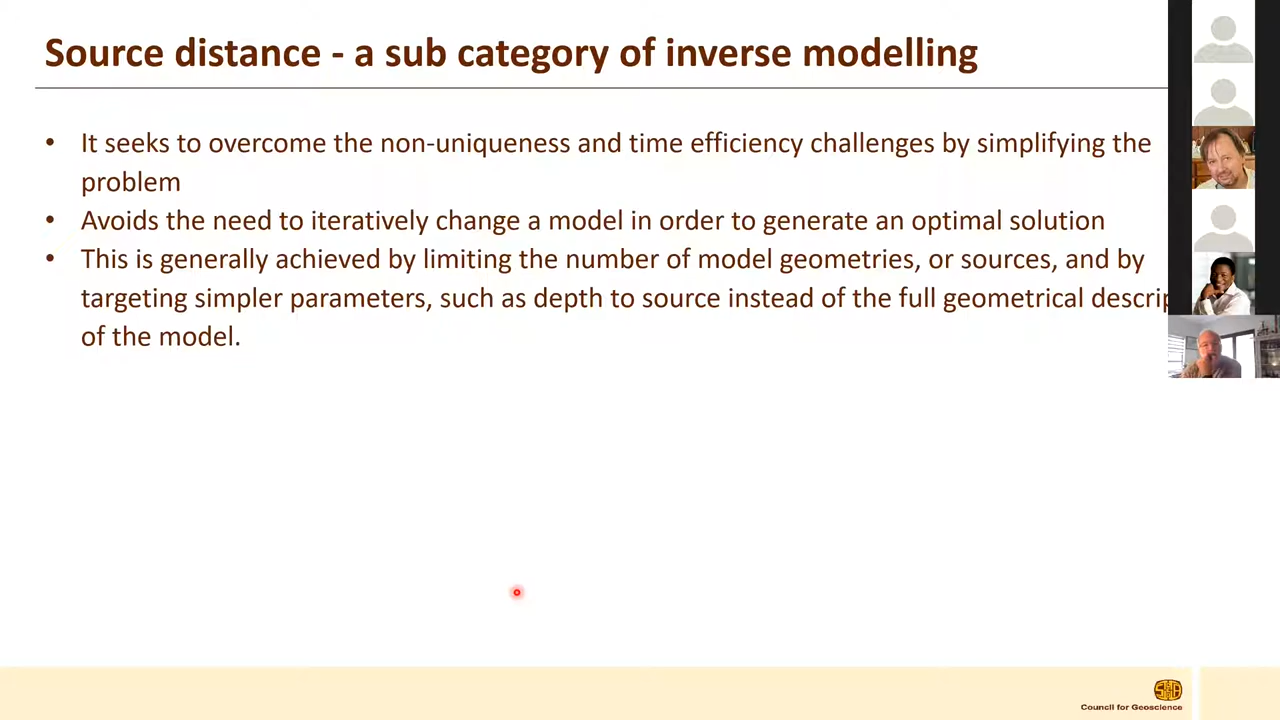 Source distance - a sub category of inverse modelling
• It seeks to overcome the non-uniqueness and time efficiency challenges by simplifying the
problem
• Avoids the need to iteratively change a model in order to generate an optimal solution
• This is generally achieved by limiting the number of model geometries, or sources, and by
targeting simpler parameters, such as depth to source instead of the full geometrical descrip
of the model.
Council for Geoscience